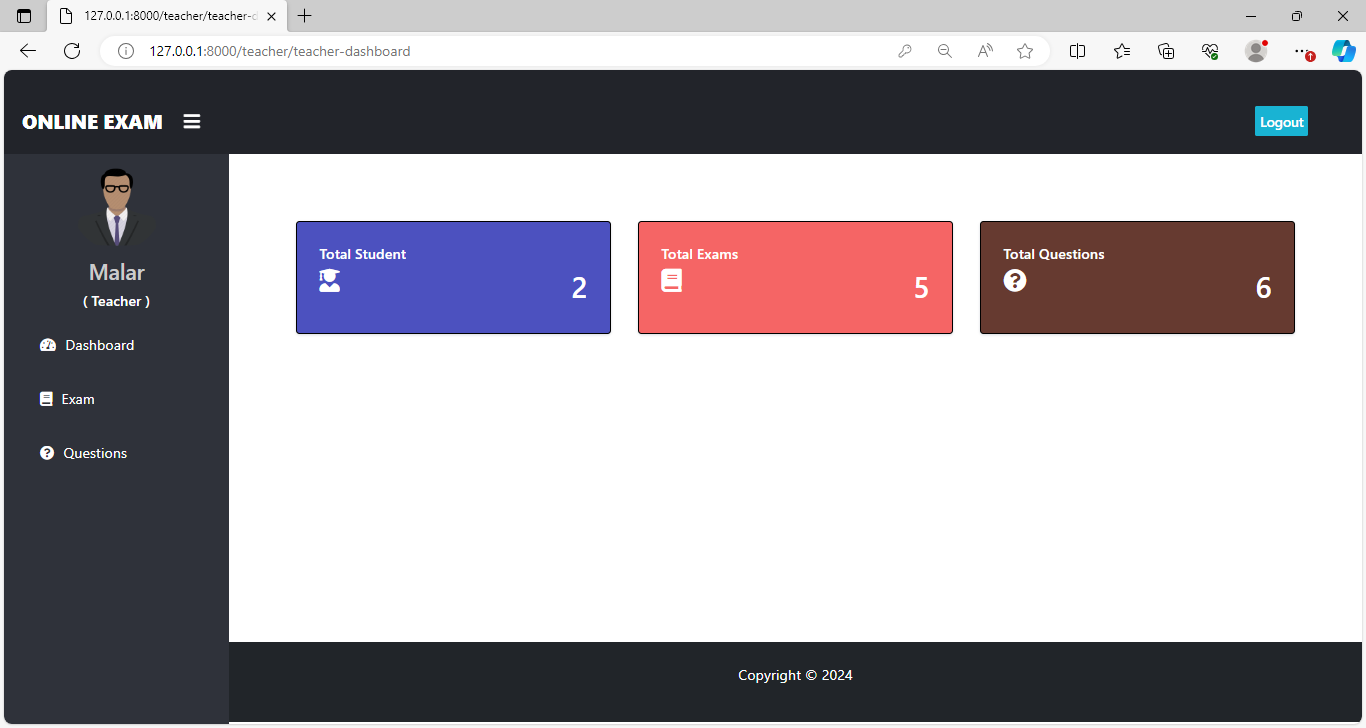 127.0.0.1:8000/teacher/teacher-d
127.0.0.1:8000/teacher/teacher-dashboard
ONLINE EXAM
Logout
Malar
( Teacher )
Dashboard
Exam
Questions
Total Student
2
Total Exams
5
Total Questions
6
Copyright © 2024